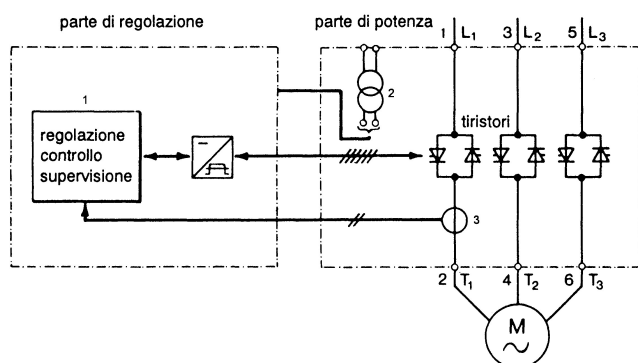 parte di regolazione
parte di potenza
1 L1
3 L2
5 L3
1
2
tiristori
regolazione
controllo
supervisione
3
2 T1
4 T2
6 T3
M